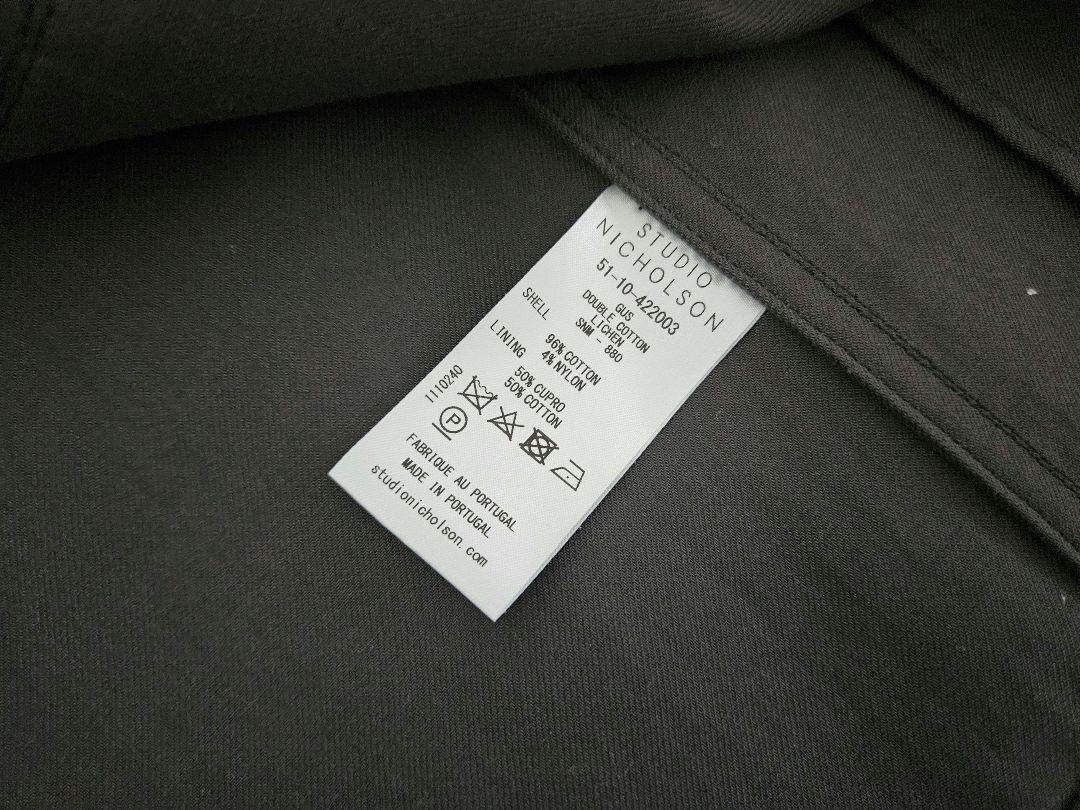 STUDIO
NICHOLSON
51-10-422003
GUS
DOUBLE COTTON
LICHEN
SNM - 880
SHELL 96% COTTON
4% NYLON
LINING 50% CUPRO
50% COTTON
1110240
P
FABRIQUE AU PORTUGAL
MADE IN PORTUGAL
studionicholson.com